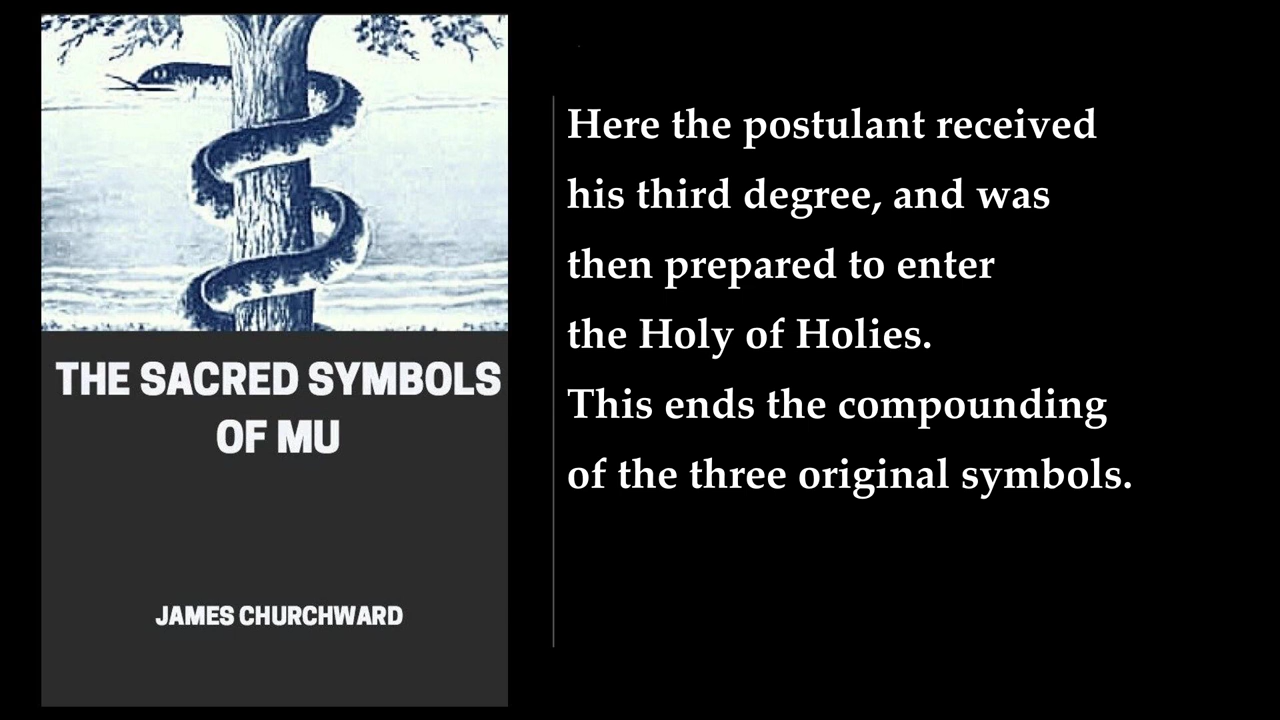 THE SACRED SYMBOLS
OF MU
JAMES CHURCHWARD
Here the postulant received
his third degree, and was
then prepared to enter
the Holy of Holies.
This ends the compounding
of the three original symbols.